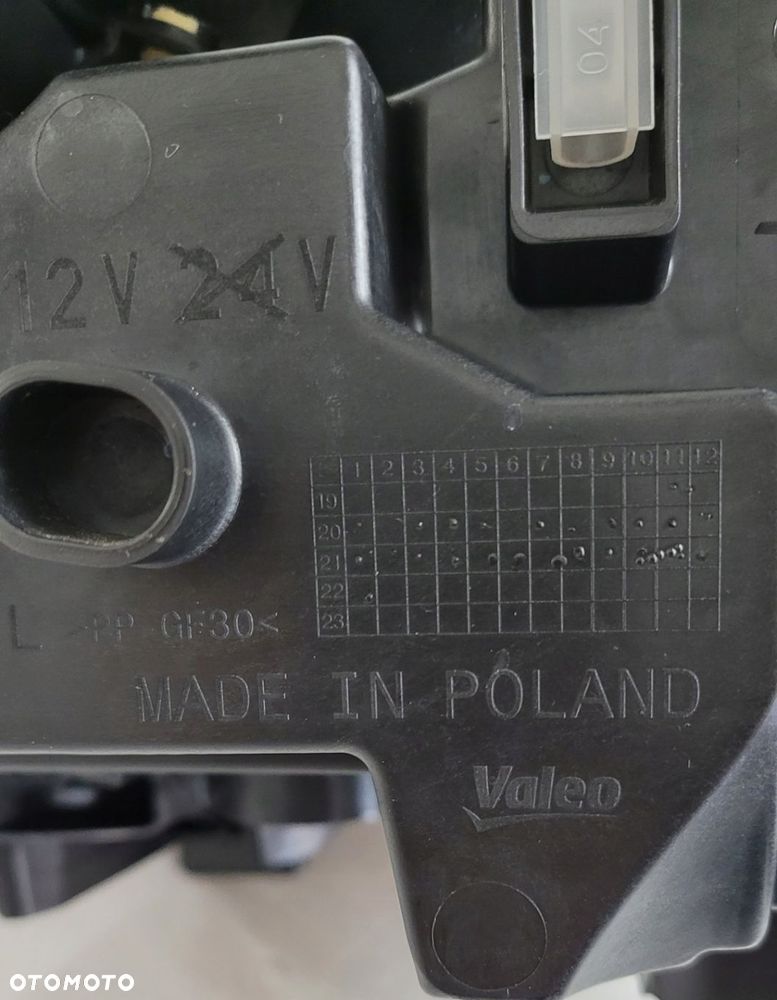 04
12V 24V
1 2 3 4 5 6 7 8 9 10 11 12
19
20
21
22
23
L >PP GF30<
MADE IN POLAND
Valeo
OTOMOTO